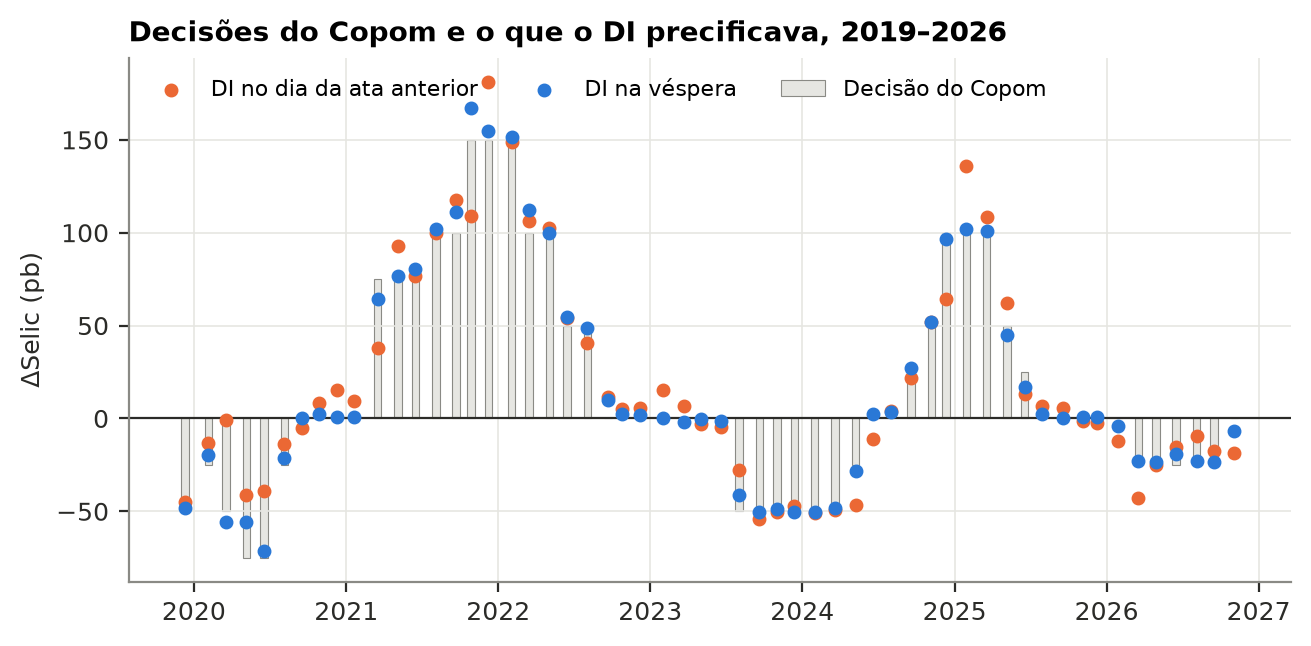 Decisões do Copom e o que o DI precificava, 2019–2026
DI no dia da ata anterior
DI na véspera
Decisão do Copom
ΔSelic (pb)
150
100
50
0
−50
2020
2021
2022
2023
2024
2025
2026
2027